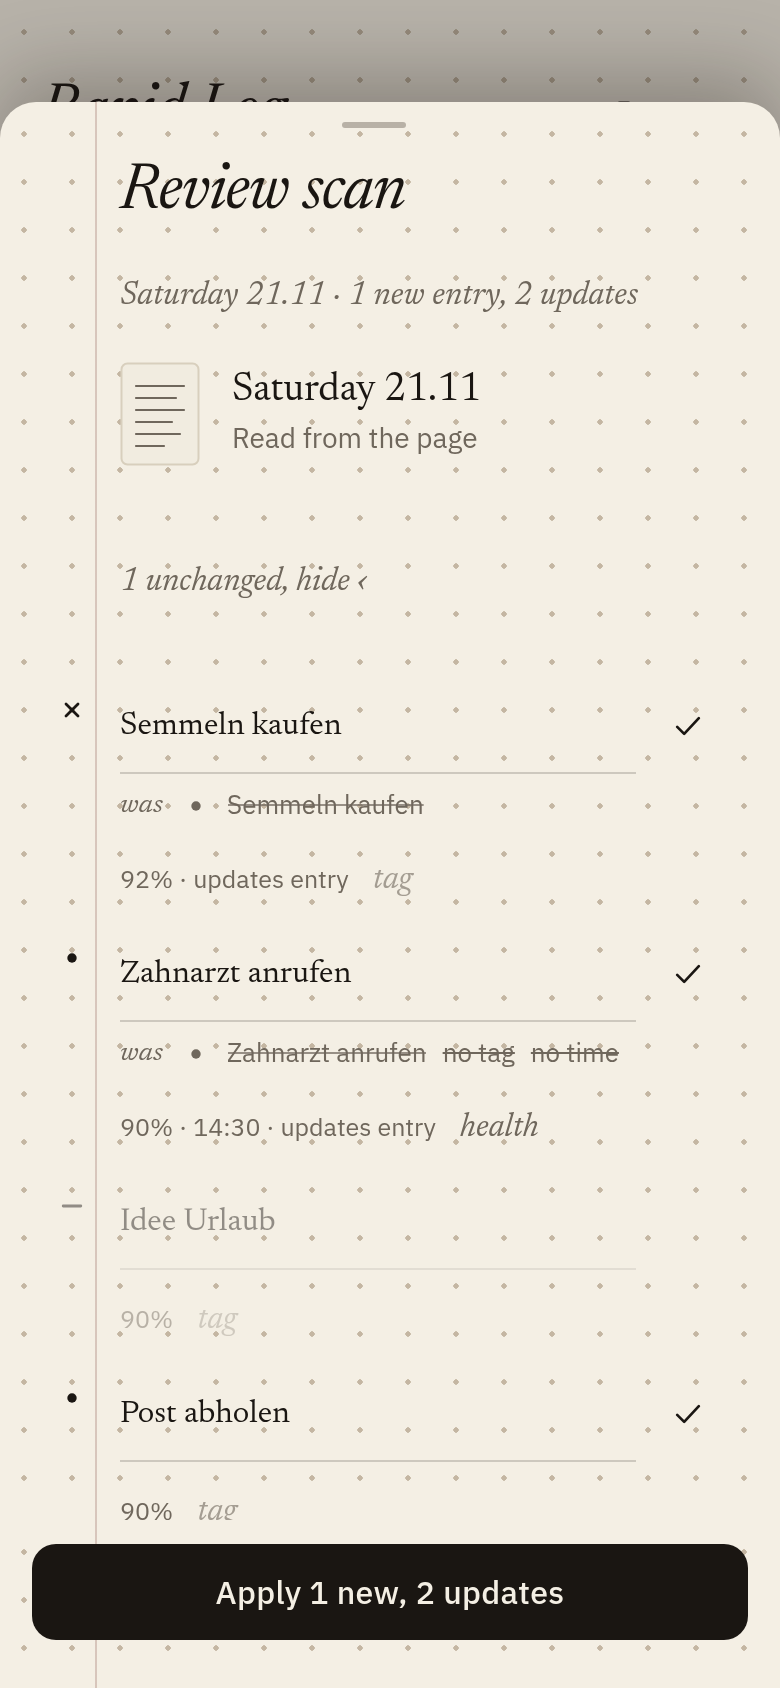 Rapid Log
Review scan
Saturday 21.11 · 1 new entry, 2 updates
Saturday 21.11
Read from the page
1 unchanged, hide ‹
× Semmeln kaufen ✓
was • Semmeln kaufen
92% · updates entry tag
• Zahnarzt anrufen ✓
was • Zahnarzt anrufen no tag no time
90% · 14:30 · updates entry health
– Idee Urlaub
90% tag
• Post abholen ✓
90% tag
Apply 1 new, 2 updates